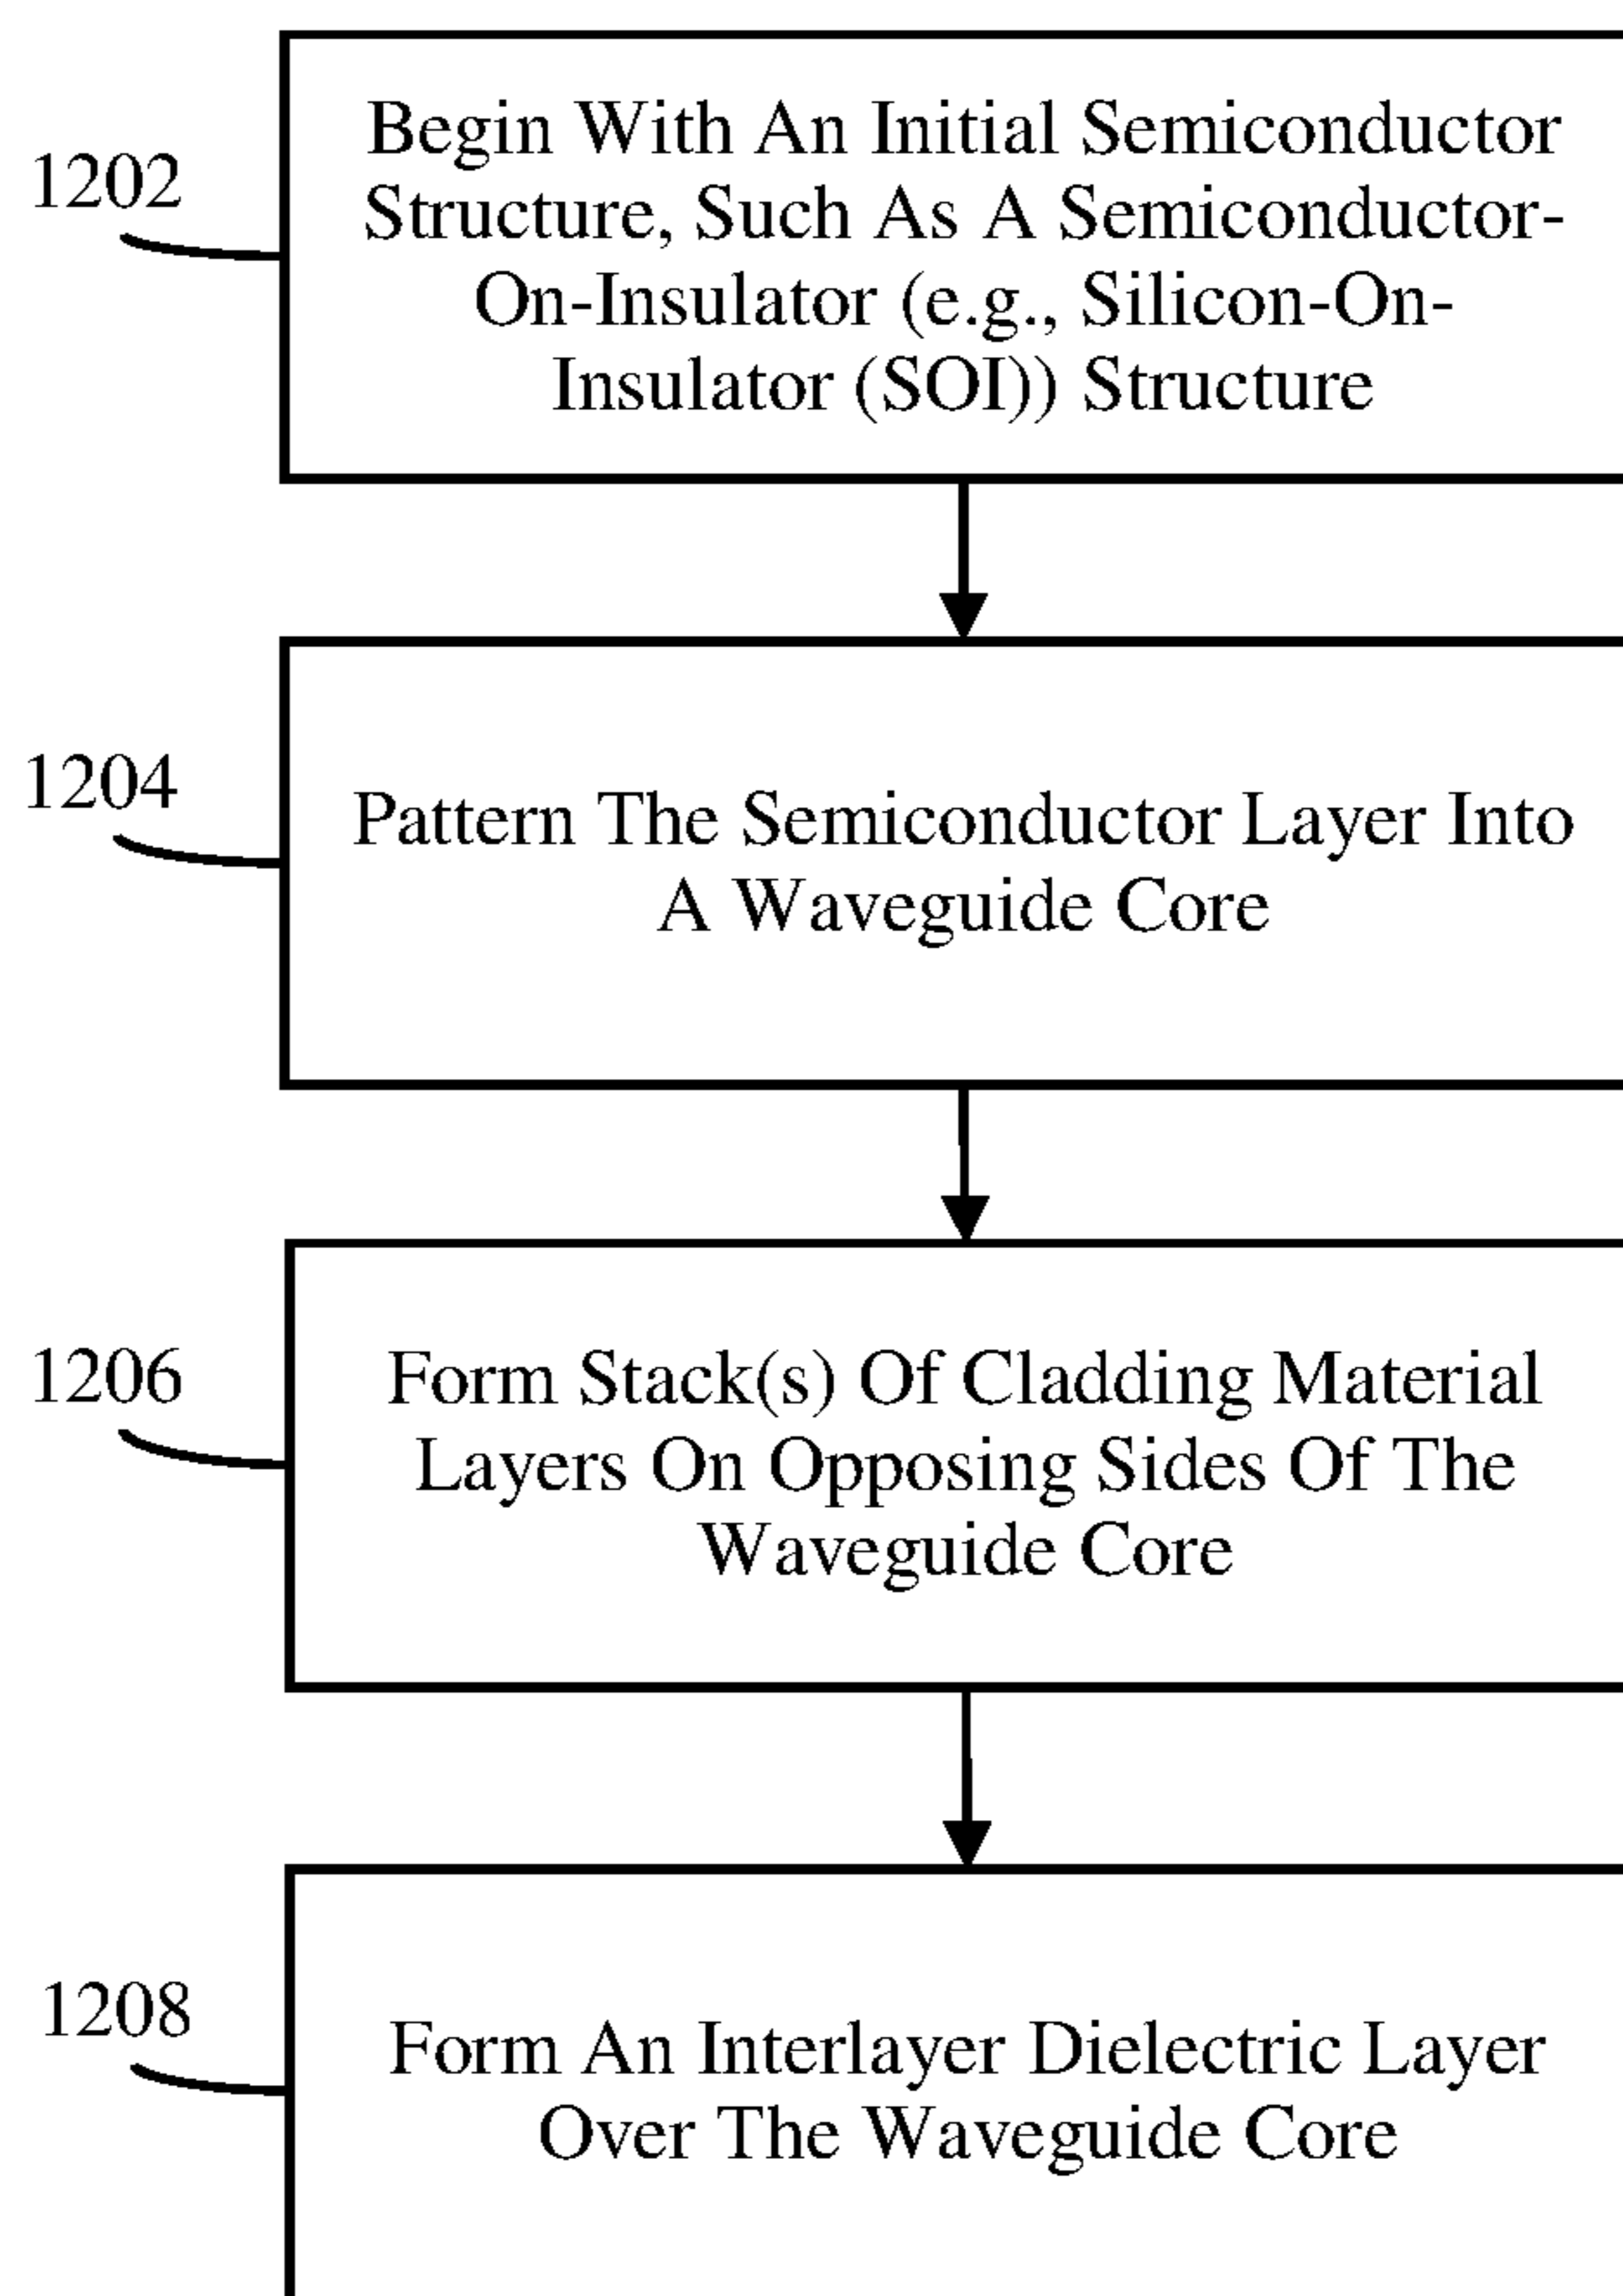 1202
Begin With An Initial Semiconductor
Structure, Such As A Semiconductor-
On-Insulator (e.g., Silicon-On-
Insulator (SOI)) Structure
1204
Pattern The Semiconductor Layer Into
A Waveguide Core
1206
Form Stack(s) Of Cladding Material
Layers On Opposing Sides Of The
Waveguide Core
1208
Form An Interlayer Dielectric Layer
Over The Waveguide Core